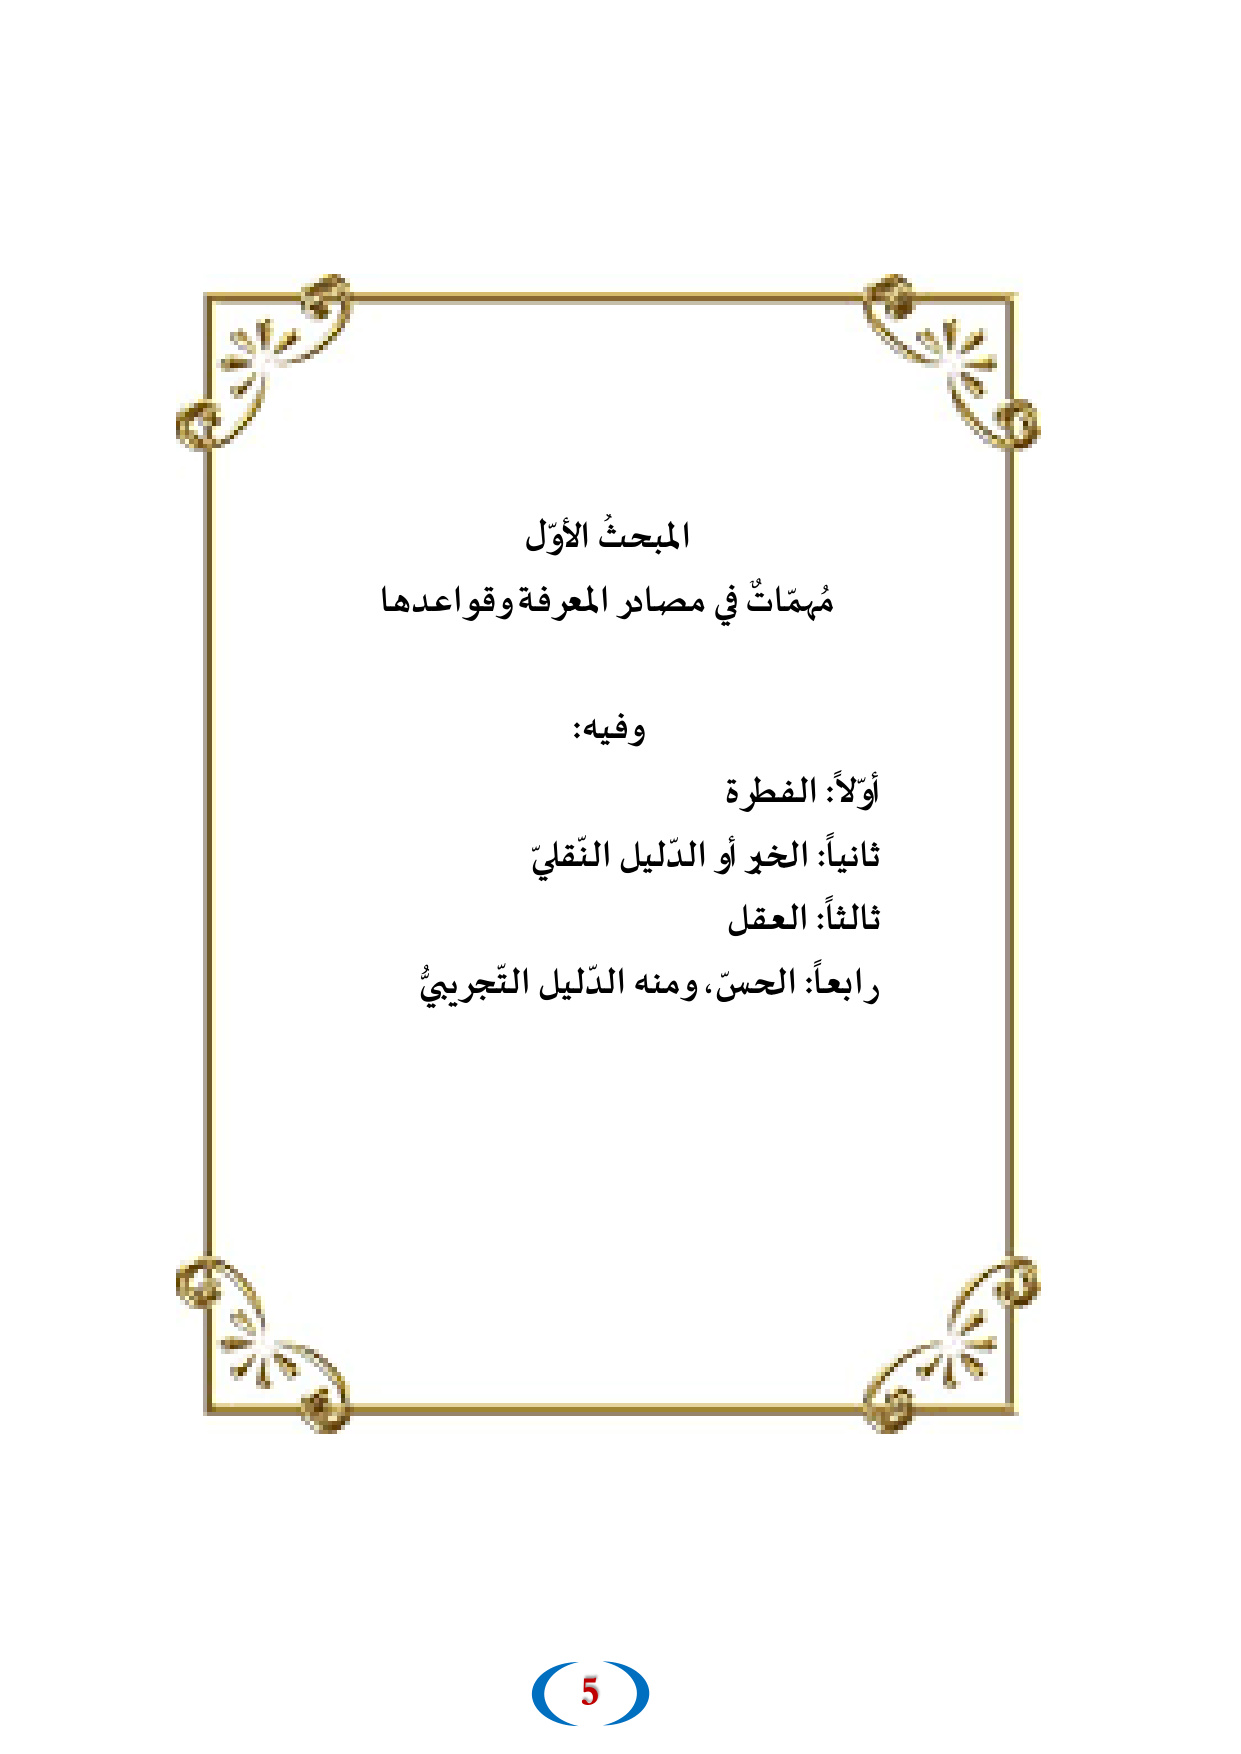 المبحثُ الأوّل
مُهمّاتٌ في مصادر المعرفة وقواعدها
وفيه:
أوّلاً: الفطرة
ثانياً: الخبر أو الدّليل النّقليّ
ثالثاً: العقل
رابعاً: الحسّ، ومنه الدّليل التّجريبيُّ
5